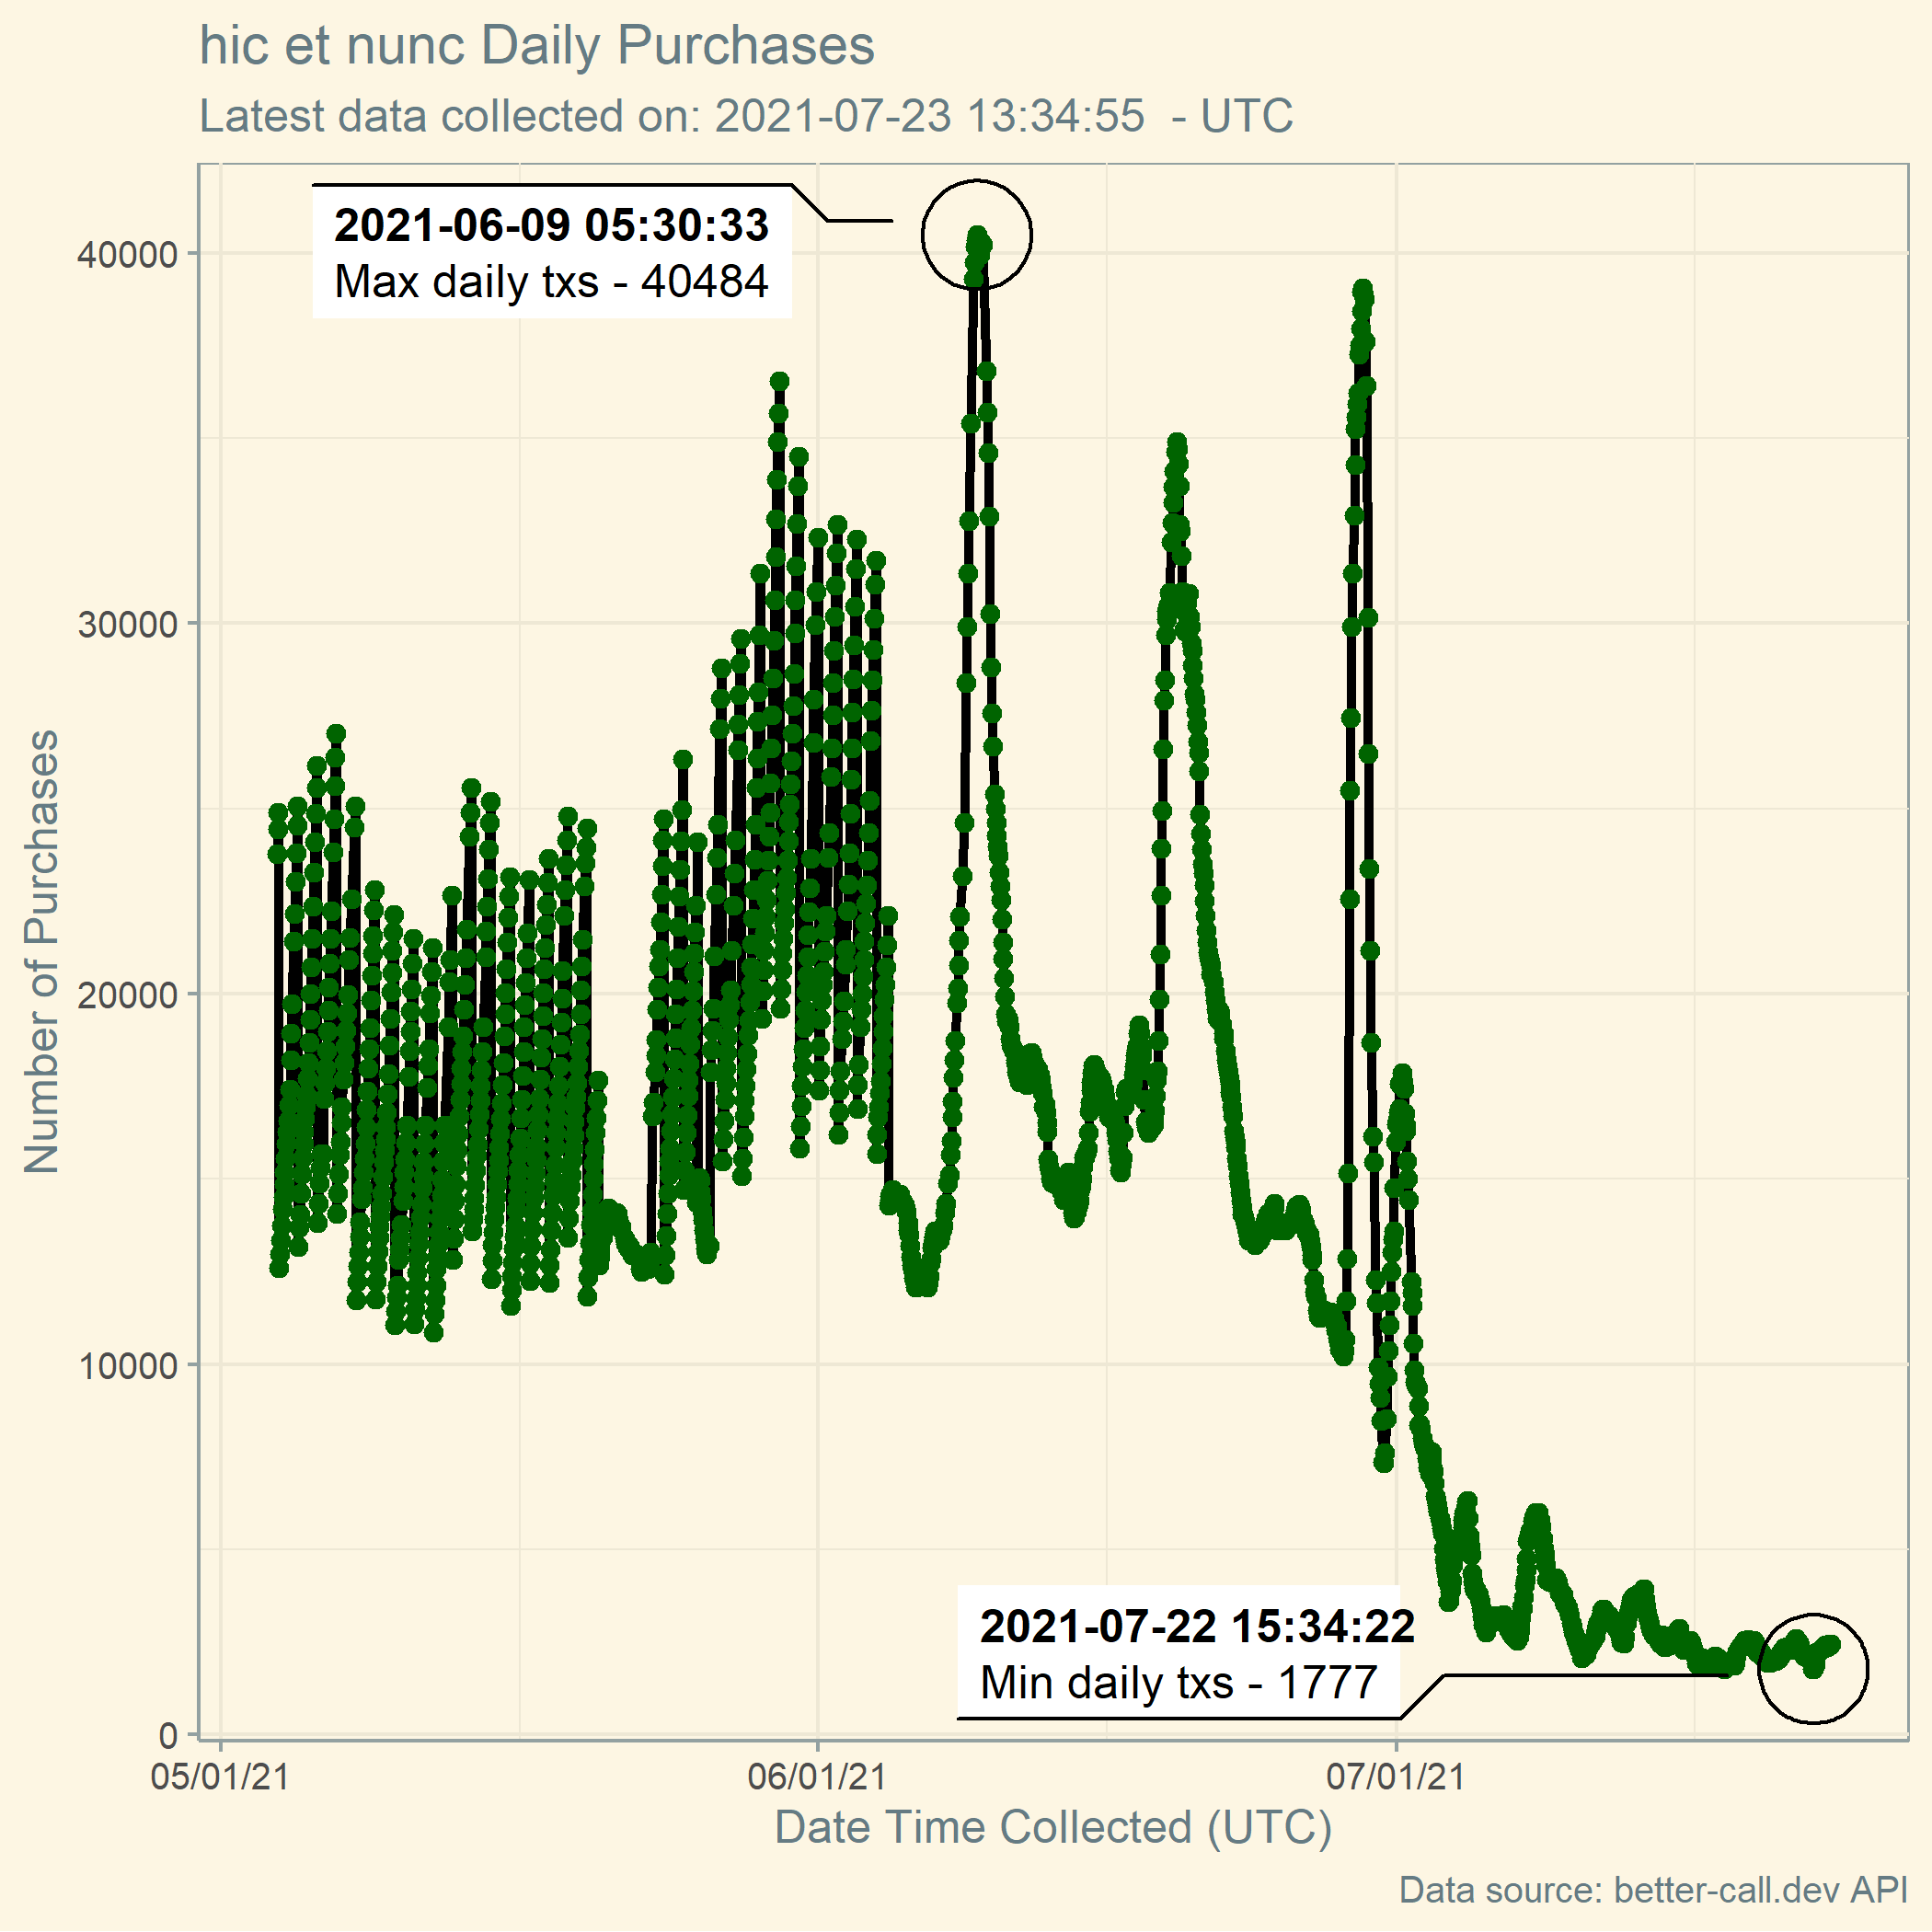 hic et nunc Daily Purchases
Latest data collected on: 2021-07-23 13:34:55  - UTC
2021-06-09 05:30:33
Max daily txs - 40484
40000
30000
20000
10000
0
Number of Purchases
2021-07-22 15:34:22
Min daily txs - 1777
05/01/21
06/01/21
07/01/21
Date Time Collected (UTC)
Data source: better-call.dev API